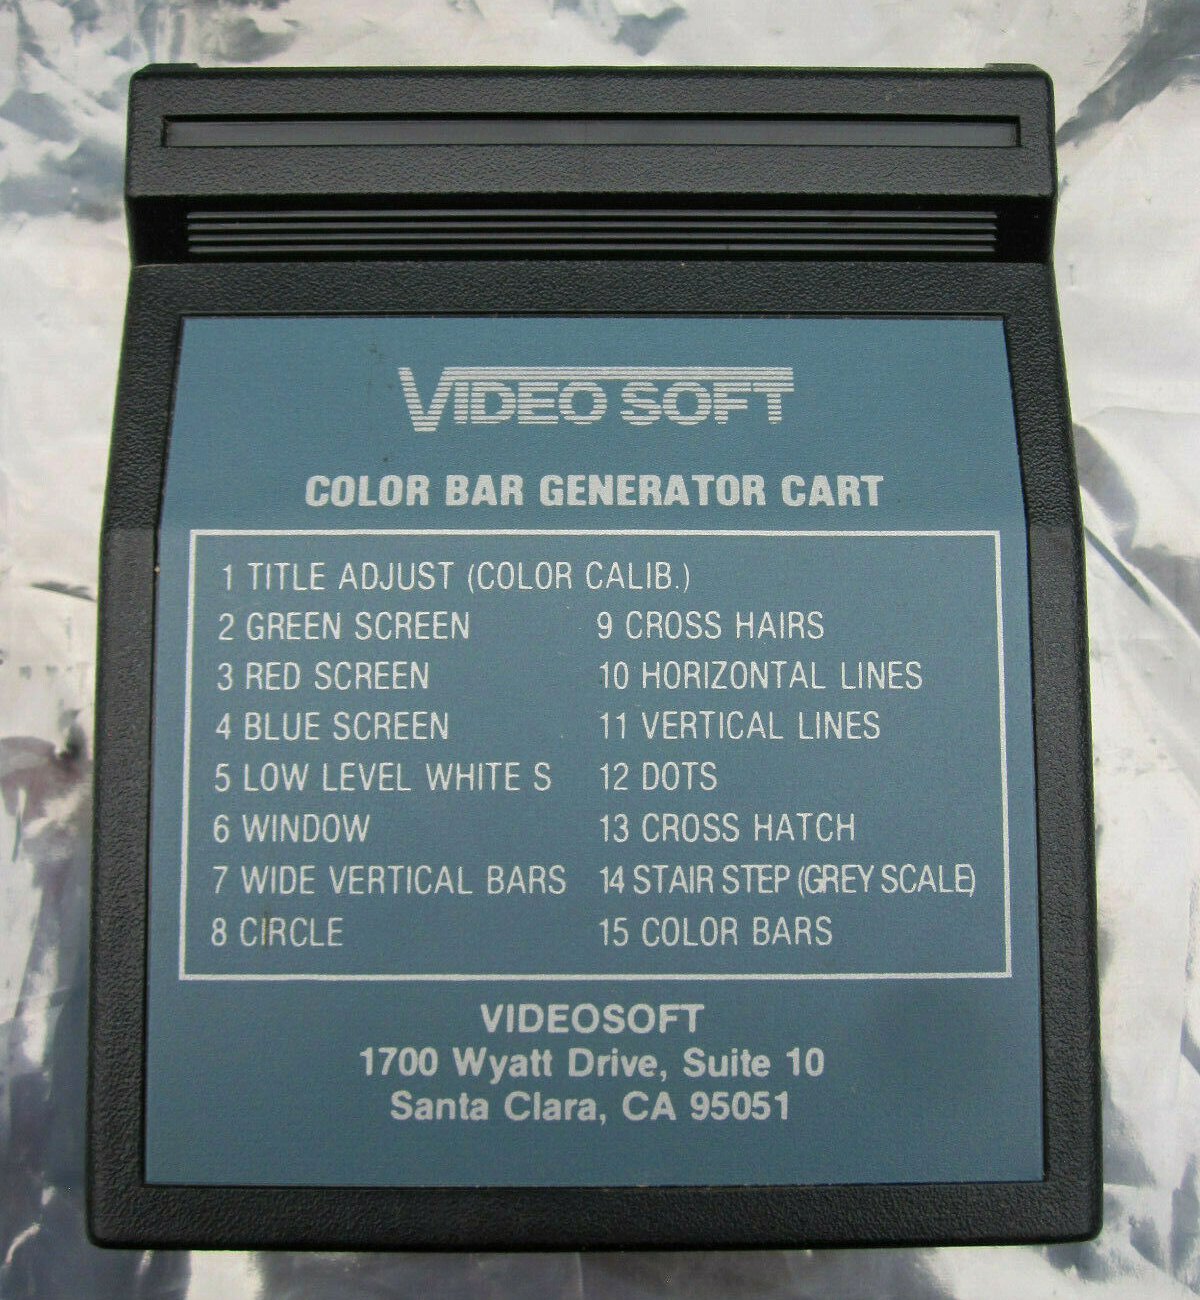 VIDEO SOFT
COLOR BAR GENERATOR CART
1 TITLE ADJUST (COLOR CALIB.)
2 GREEN SCREEN
3 RED SCREEN
4 BLUE SCREEN
5 LOW LEVEL WHITE S
6 WINDOW
7 WIDE VERTICAL BARS
8 CIRCLE
9 CROSS HAIRS
10 HORIZONTAL LINES
11 VERTICAL LINES
12 DOTS
13 CROSS HATCH
14 STAIR STEP (GREY SCALE)
15 COLOR BARS
VIDEOSOFT
1700 Wyatt Drive, Suite 10
Santa Clara, CA 95051